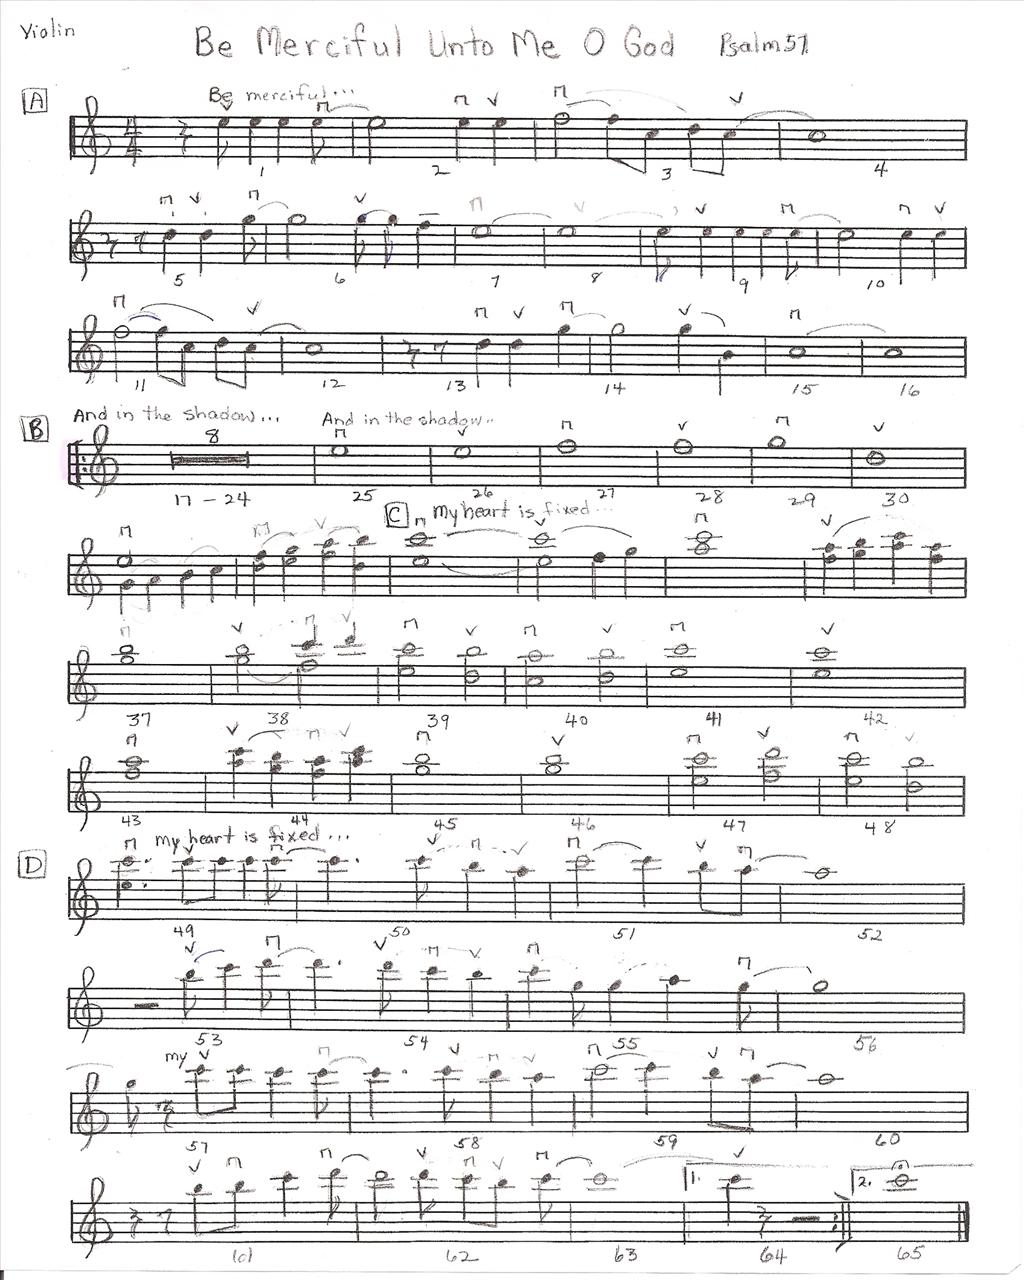 Violin
Be Merciful Unto Me O God Psalm 57
A Be merciful...
1 2 3 4
5 6 7 8 9 10
11 12 13 14 15 16
B And in the shadow... And in the shadow..
8
17 - 24 25 26 27 28 29 30
C my heart is fixed...
37 38 39 40 41 42
43 44 45 46 47 48
D my heart is fixed...
49 50 51 52
53 54 55 56
my
57 58 59 60
1. 2.
61 62 63 64 65